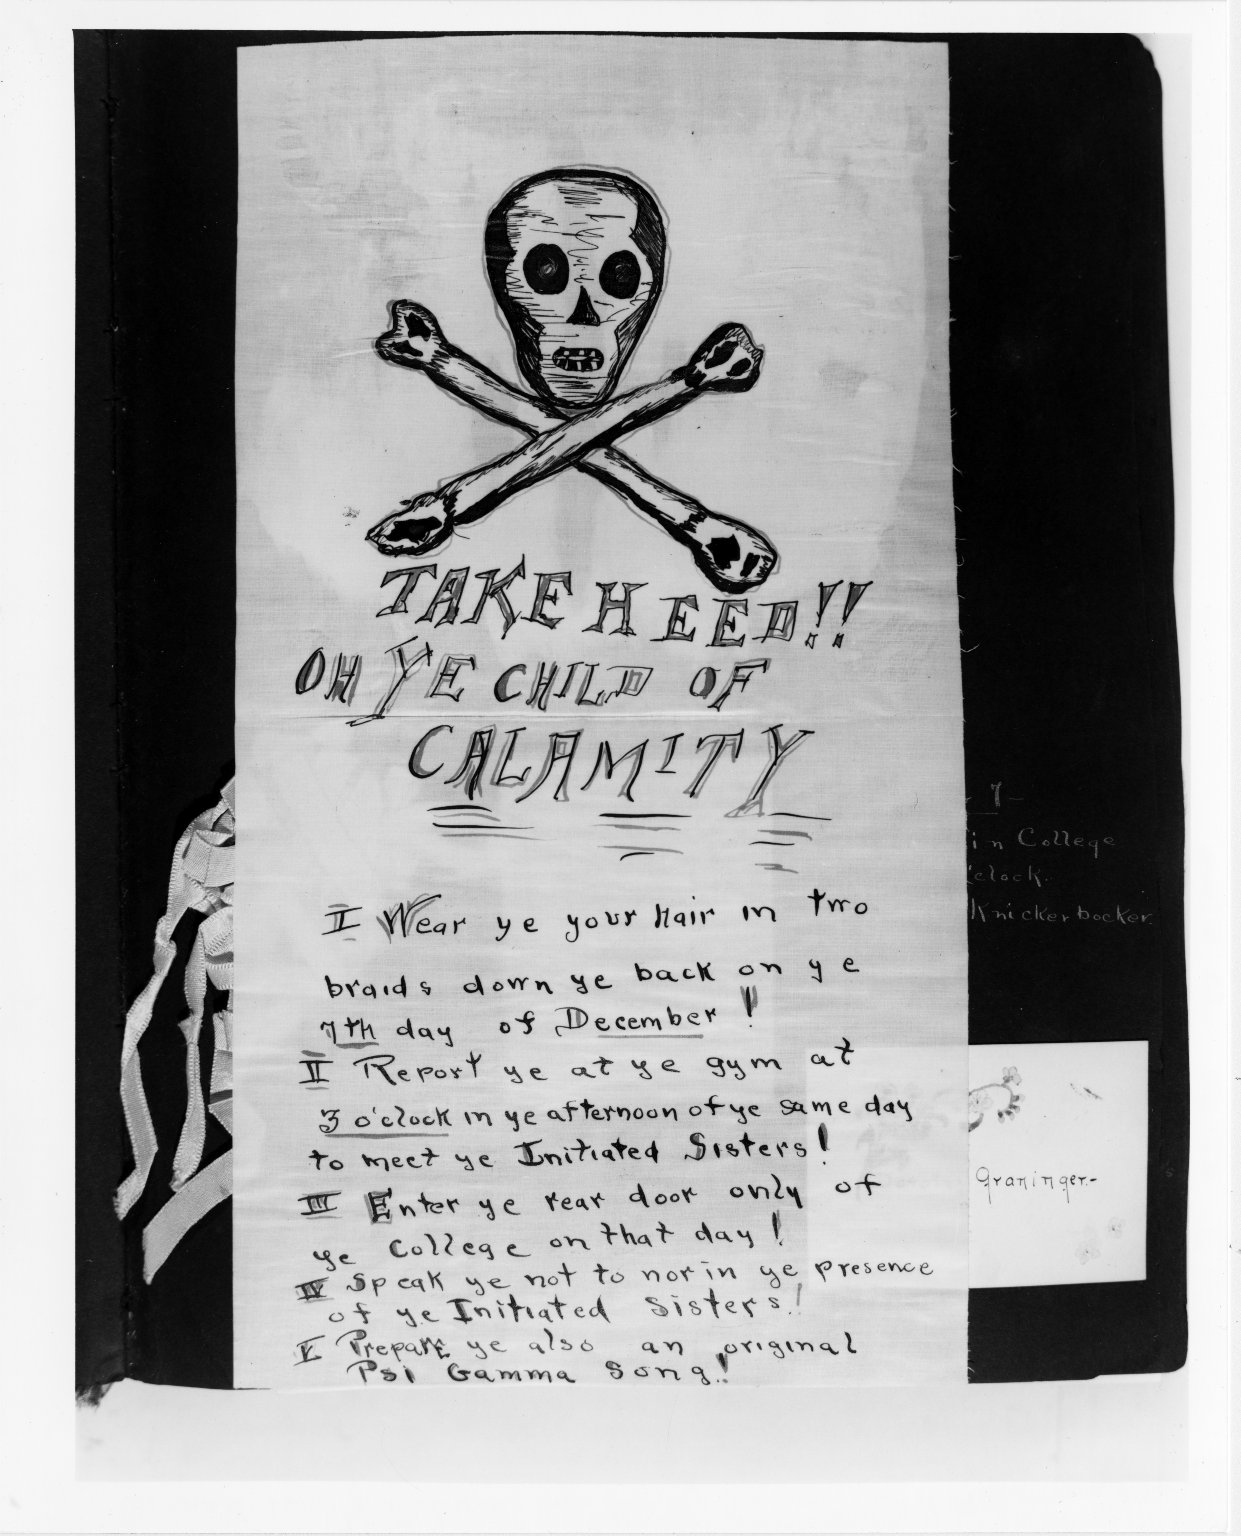 TAKE HEED!!
OH YE CHILD OF
CALAMITY
I Wear ye your hair in two
braids down ye back on ye
7th day of December!
II Report ye at ye gym at
3 o'clock in ye afternoon of ye same day
to meet ye Initiated Sisters!
III Enter ye rear door only of
ye College on that day!
IV Speak ye not to nor in ye presence
of ye Initiated Sisters!
V Prepare ye also an original
Psi Gamma Song!
7-
in College
o'clock.
Knickerbocker.
Graninger.-